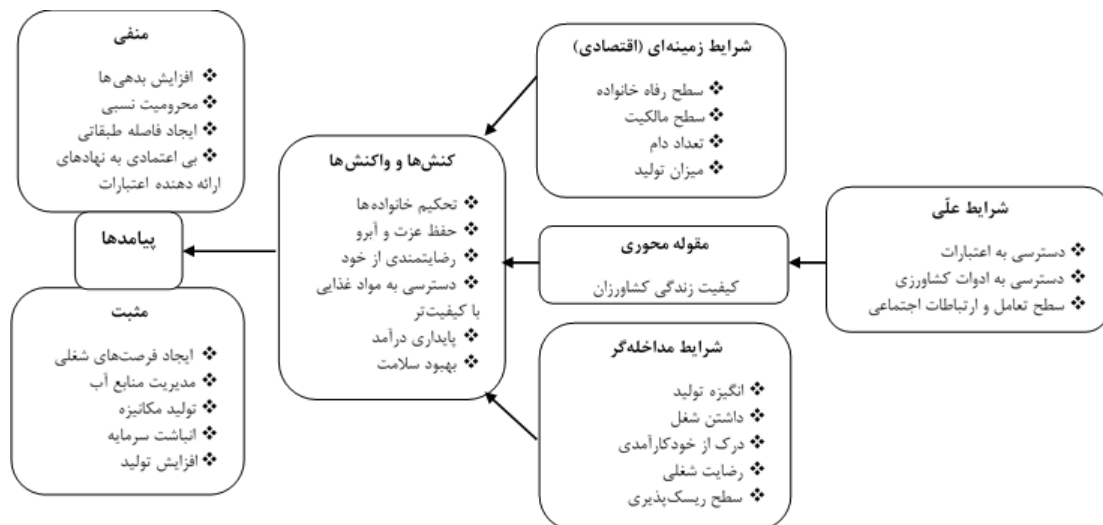 شرایط علّی
❖ دسترسی به اعتبارات
❖ دسترسی به ادوات کشاورزی
❖ سطح تعامل و ارتباطات اجتماعی
شرایط زمینه‌ای (اقتصادی)
❖ سطح رفاه خانواده
❖ سطح مالکیت
❖ تعداد دام
❖ میزان تولید
مقوله محوری
کیفیت زندگی کشاورزان
شرایط مداخله‌گر
❖ انگیزه تولید
❖ داشتن شغل
❖ درک از خودکارآمدی
❖ رضایت شغلی
❖ سطح ریسک‌پذیری
کنش‌ها و واکنش‌ها
❖ تحکیم خانواده‌ها
❖ حفظ عزت و آبرو
❖ رضایتمندی از خود
❖ دسترسی به مواد غذایی
با کیفیت‌تر
❖ پایداری درآمد
❖ بهبود سلامت
منفی
❖ افزایش بدهی‌ها
❖ محرومیت نسبی
❖ ایجاد فاصله طبقاتی
❖ بی اعتمادی به نهادهای
ارائه دهنده اعتبارات
پیامدها
مثبت
❖ ایجاد فرصت‌های شغلی
❖ مدیریت منابع آب
❖ تولید مکانیزه
❖ انباشت سرمایه
❖ افزایش تولید